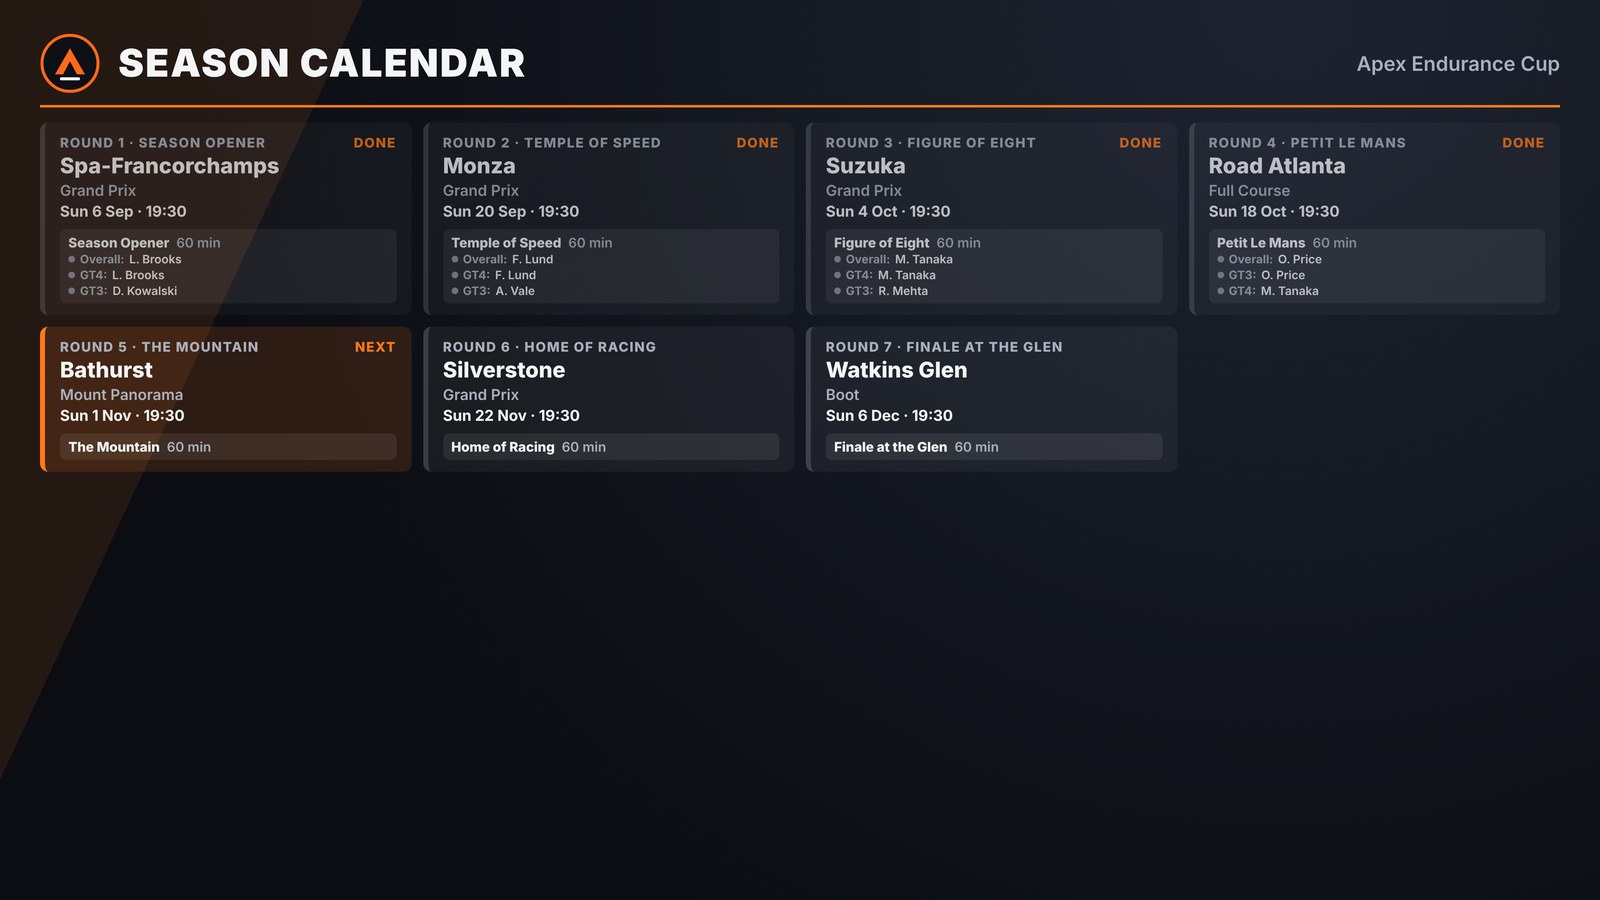 SEASON CALENDAR
Apex Endurance Cup
ROUND 1 · SEASON OPENER DONE
Spa-Francorchamps
Grand Prix
Sun 6 Sep · 19:30
Season Opener 60 min
Overall: L. Brooks
GT4: L. Brooks
GT3: D. Kowalski
ROUND 2 · TEMPLE OF SPEED DONE
Monza
Grand Prix
Sun 20 Sep · 19:30
Temple of Speed 60 min
Overall: F. Lund
GT4: F. Lund
GT3: A. Vale
ROUND 3 · FIGURE OF EIGHT DONE
Suzuka
Grand Prix
Sun 4 Oct · 19:30
Figure of Eight 60 min
Overall: M. Tanaka
GT4: M. Tanaka
GT3: R. Mehta
ROUND 4 · PETIT LE MANS DONE
Road Atlanta
Full Course
Sun 18 Oct · 19:30
Petit Le Mans 60 min
Overall: O. Price
GT3: O. Price
GT4: M. Tanaka
ROUND 5 · THE MOUNTAIN NEXT
Bathurst
Mount Panorama
Sun 1 Nov · 19:30
The Mountain 60 min
ROUND 6 · HOME OF RACING
Silverstone
Grand Prix
Sun 22 Nov · 19:30
Home of Racing 60 min
ROUND 7 · FINALE AT THE GLEN
Watkins Glen
Boot
Sun 6 Dec · 19:30
Finale at the Glen 60 min